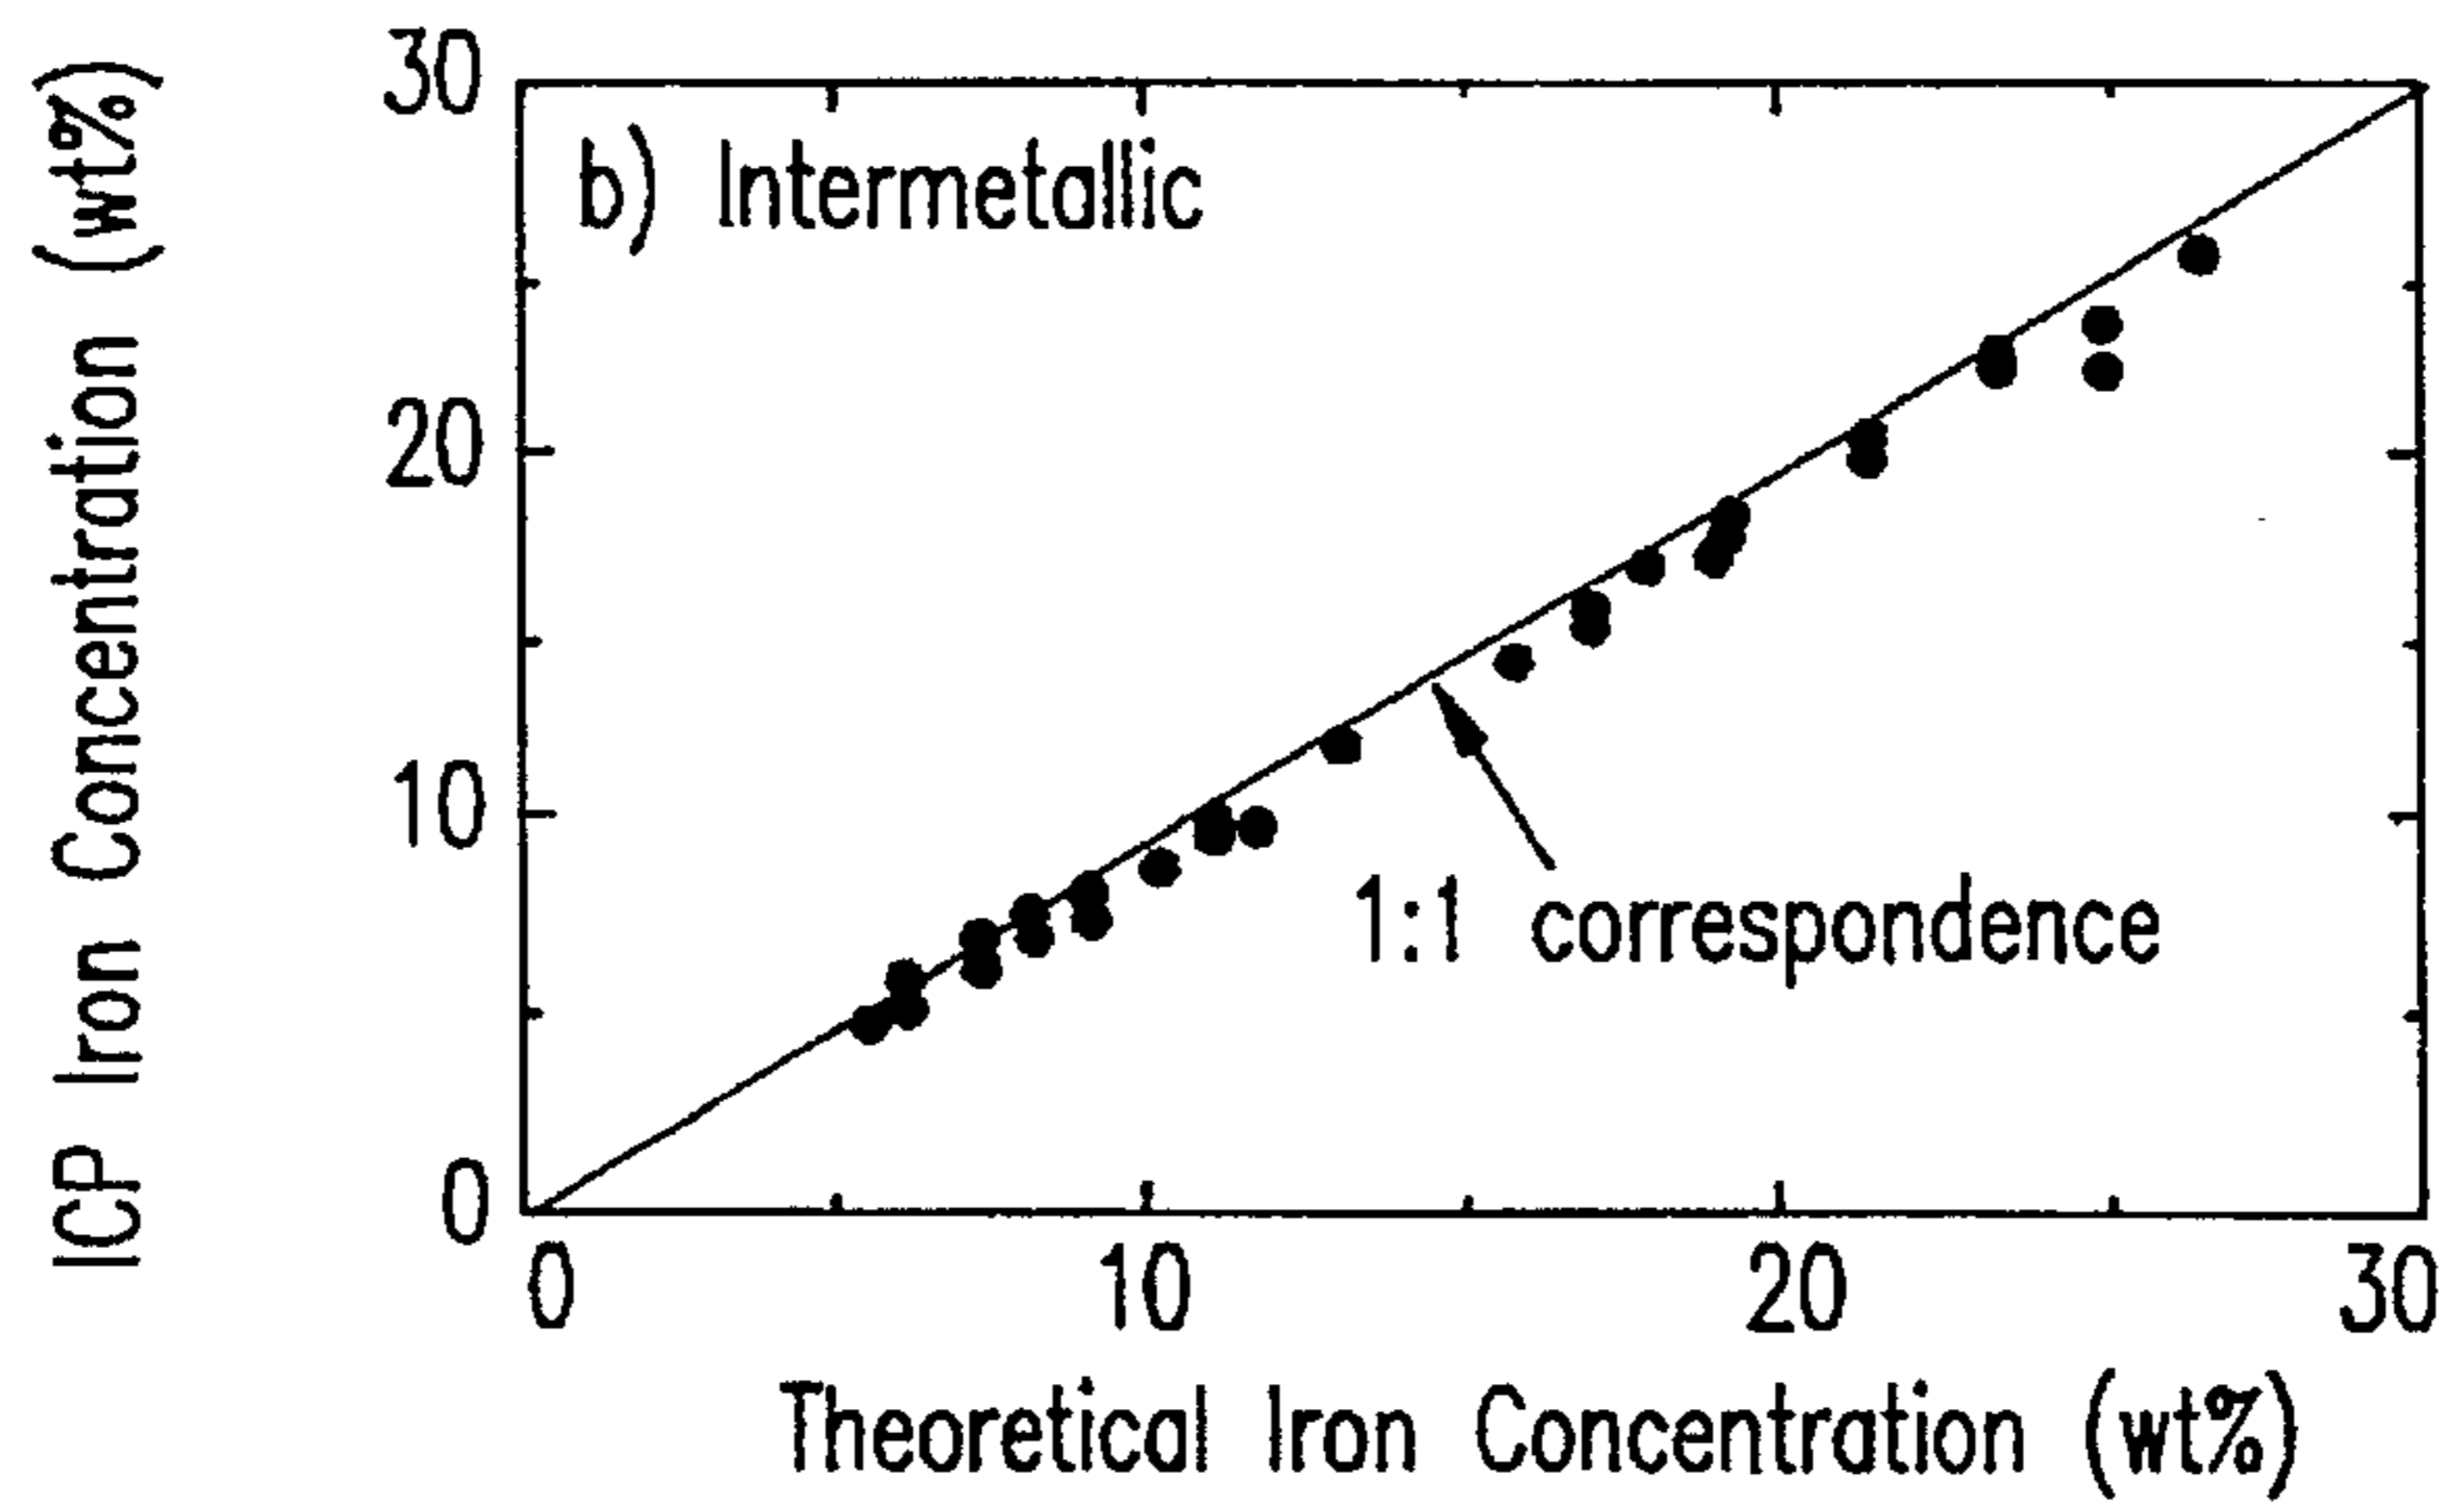 ICP Iron Concentration (wt%)
30
20
10
0
b) Intermetallic
1:1 correspondence
0 10 20 30
Theoretical Iron Concentration (wt%)